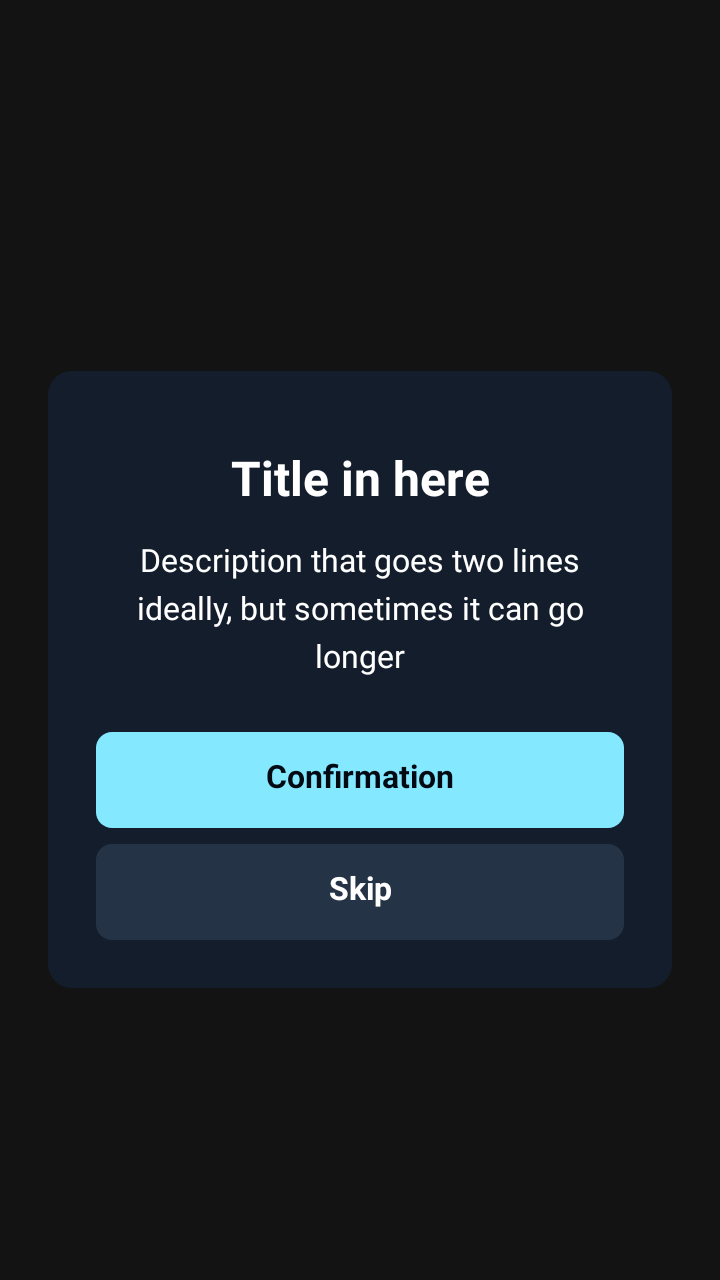 Title in here
Description that goes two lines
ideally, but sometimes it can go
longer
Confirmation
Skip